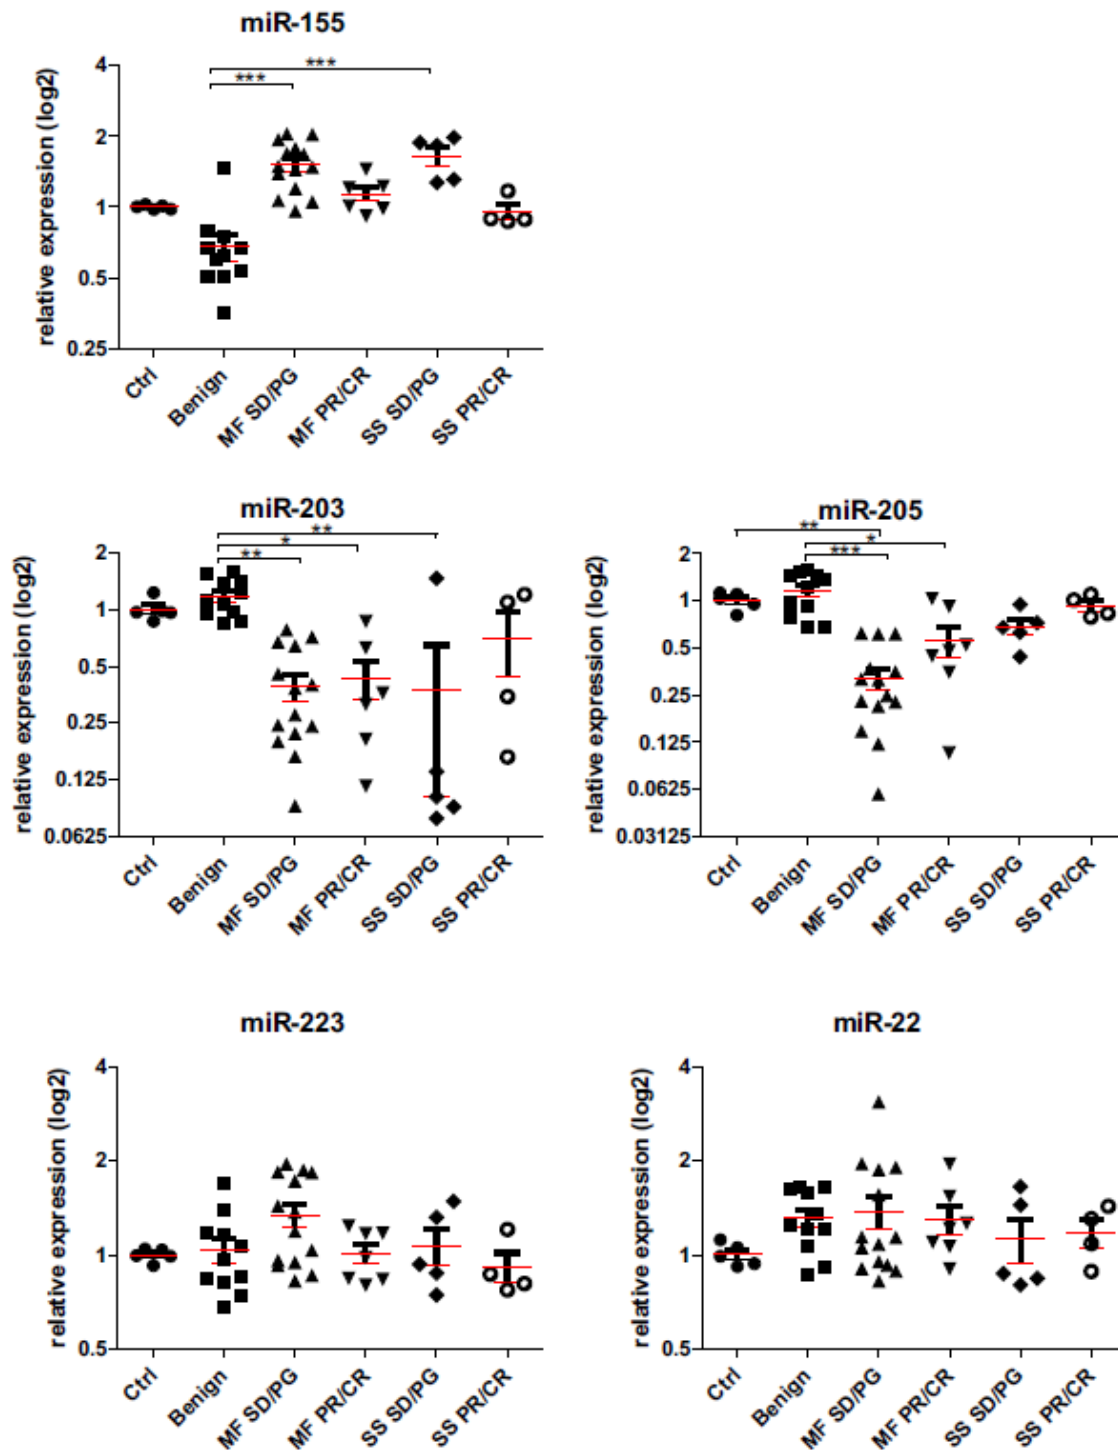 miR-155
relative expression (log2)
4
2
1
0.5
0.25
***
***
Ctrl
Benign
MF SD/PG
MF PR/CR
SS SD/PG
SS PR/CR
miR-203
relative expression (log2)
2
1
0.5
0.25
0.125
0.0625
**
*
**
Ctrl
Benign
MF SD/PG
MF PR/CR
SS SD/PG
SS PR/CR
miR-205
relative expression (log2)
2
1
0.5
0.25
0.125
0.0625
0.03125
**
*
***
Ctrl
Benign
MF SD/PG
MF PR/CR
SS SD/PG
SS PR/CR
miR-223
relative expression (log2)
4
2
1
0.5
Ctrl
Benign
MF SD/PG
MF PR/CR
SS SD/PG
SS PR/CR
miR-22
relative expression (log2)
4
2
1
0.5
Ctrl
Benign
MF SD/PG
MF PR/CR
SS SD/PG
SS PR/CR